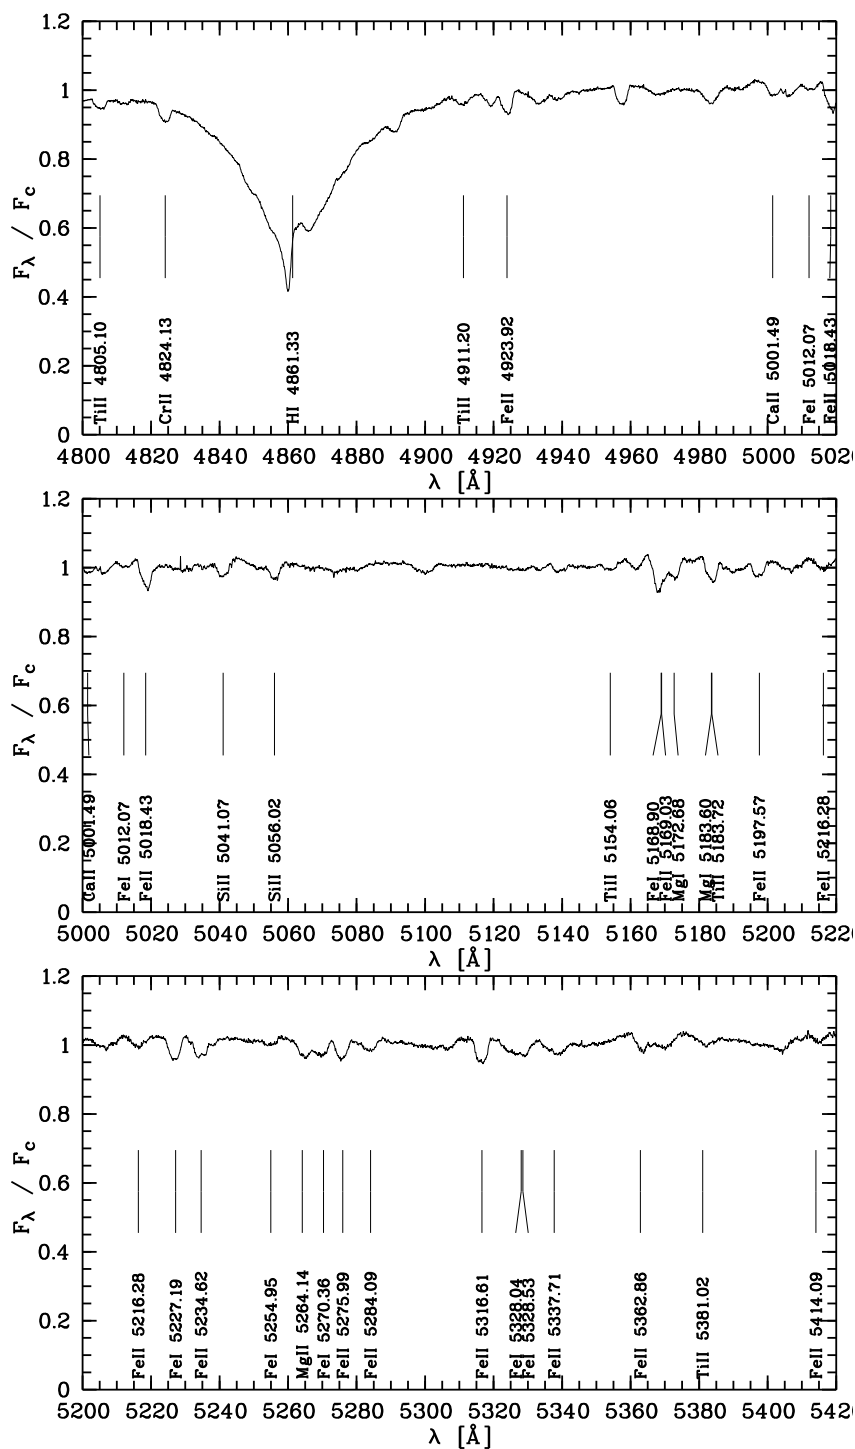 1.2
1
0.8
0.6
0.4
0.2
0
Fλ / Fc
TiII 4805.10
CrII 4824.13
HI 4861.33
TiII 4911.20
FeII 4923.92
CaII 5001.49
FeI 5012.07
FeII 5018.43
4800 4820 4840 4860 4880 4900 4920 4940 4960 4980 5000 502
λ [Å]
1.2
1
0.8
0.6
0.4
0.2
0
Fλ / Fc
CaII 5001.49
FeI 5012.07
FeII 5018.43
SiII 5041.07
SiII 5056.02
TiII 5154.06
FeI 5168.90
FeII 5169.03
MgI 5172.68
MgI 5183.60
TiII 5183.72
FeII 5197.57
FeII 5216.28
5000 5020 5040 5060 5080 5100 5120 5140 5160 5180 5200 522
λ [Å]
1.2
1
0.8
0.6
0.4
0.2
0
Fλ / Fc
FeII 5216.28
FeI 5227.19
FeII 5234.62
FeI 5254.95
MgII 5264.14
FeI 5270.36
FeII 5275.99
FeII 5284.09
FeII 5316.61
FeI 5328.04
FeI 5328.53
FeII 5337.71
FeII 5362.86
TiII 5381.02
FeII 5414.09
5200 5220 5240 5260 5280 5300 5320 5340 5360 5380 5400 542
λ [Å]